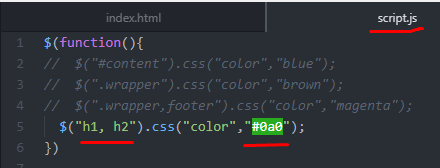 index.html script.js
1 $(function(){
2 //  $("#content").css("color","blue");
3 //  $(".wrapper").css("color","brown");
4 //  $(".wrapper,footer").css("color","magenta");
5   $("h1, h2").css("color","#0a0");
6 })